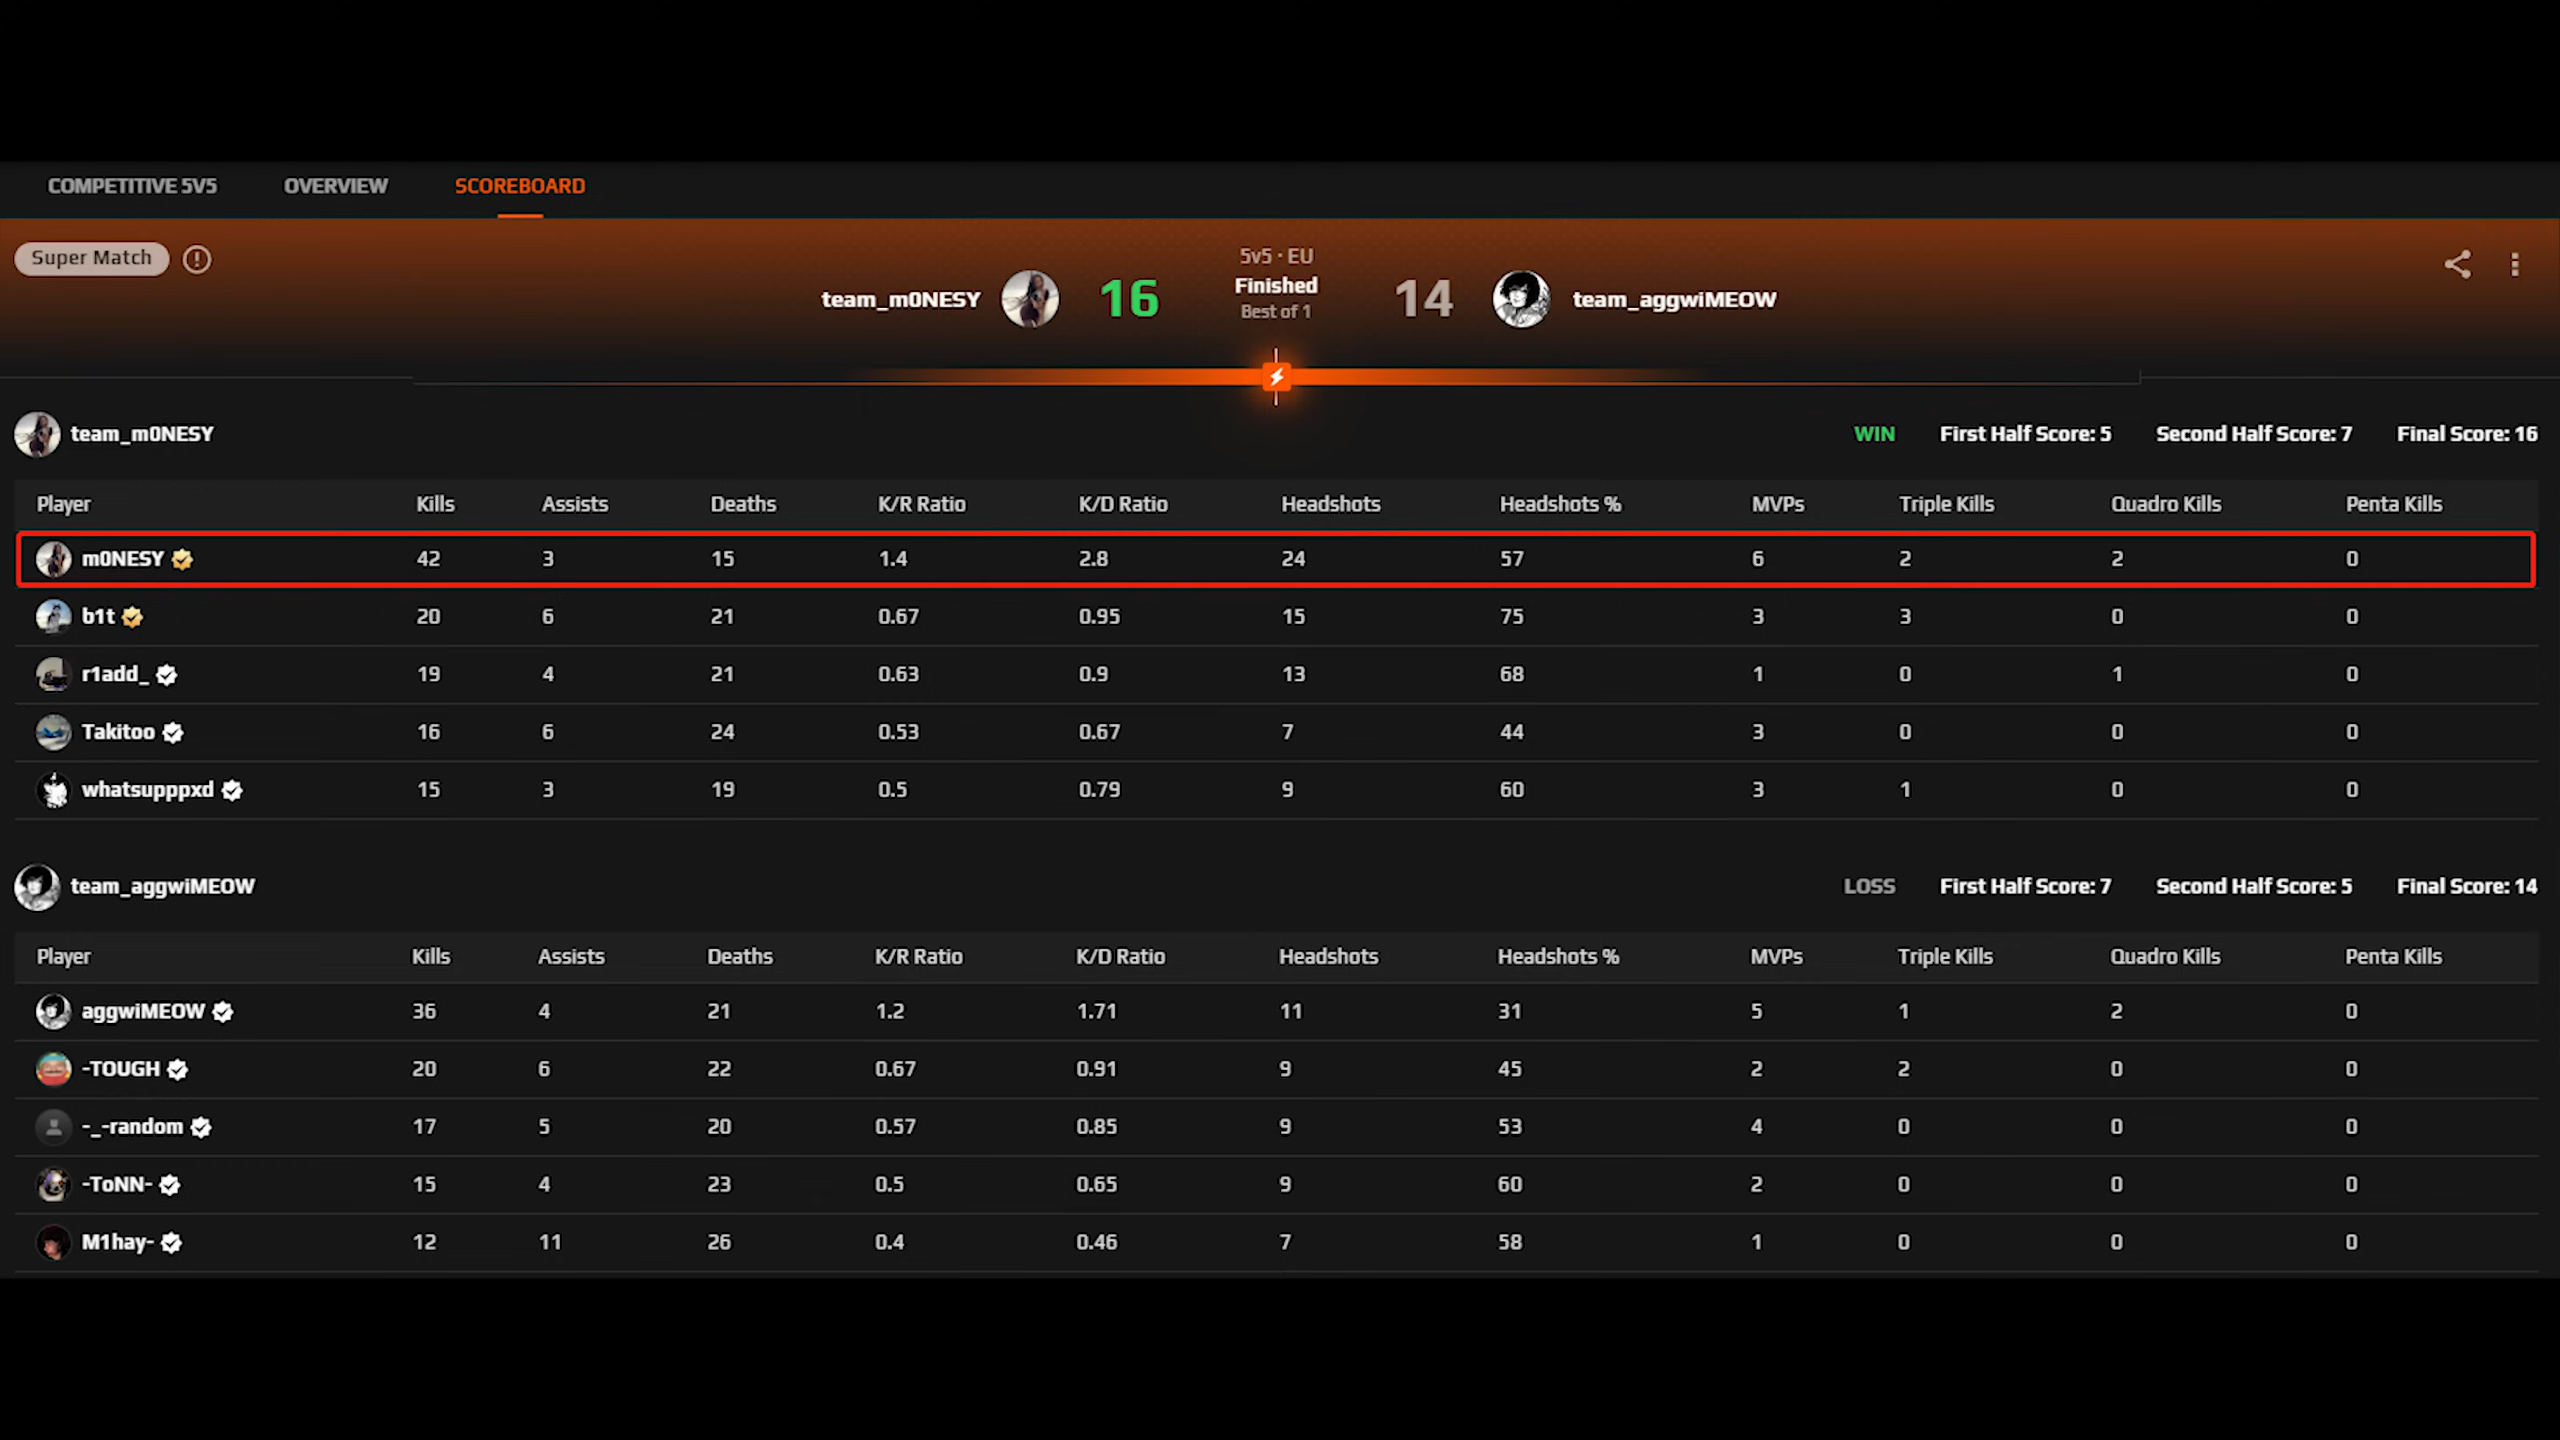 COMPETITIVE 5V5 OVERVIEW SCOREBOARD
Super Match
5v5 · EU
team_m0NESY 16 Finished 14 team_aggwiMEOW
Best of 1
team_m0NESY WIN First Half Score: 5 Second Half Score: 7 Final Score: 16
Player Kills Assists Deaths K/R Ratio K/D Ratio Headshots Headshots % MVPs Triple Kills Quadro Kills Penta Kills
m0NESY 42 3 15 1.4 2.8 24 57 6 2 2 0
b1t 20 6 21 0.67 0.95 15 75 3 3 0 0
r1add_ 19 4 21 0.63 0.9 13 68 1 0 1 0
Takitoo 16 6 24 0.53 0.67 7 44 3 0 0 0
whatsupppxd 15 3 19 0.5 0.79 9 60 3 1 0 0
team_aggwiMEOW LOSS First Half Score: 7 Second Half Score: 5 Final Score: 14
Player Kills Assists Deaths K/R Ratio K/D Ratio Headshots Headshots % MVPs Triple Kills Quadro Kills Penta Kills
aggwiMEOW 36 4 21 1.2 1.71 11 31 5 1 2 0
-TOUGH 20 6 22 0.67 0.91 9 45 2 2 0 0
-_-random 17 5 20 0.57 0.85 9 53 4 0 0 0
-ToNN- 15 4 23 0.5 0.65 9 60 2 0 0 0
M1hay- 12 11 26 0.4 0.46 7 58 1 0 0 0